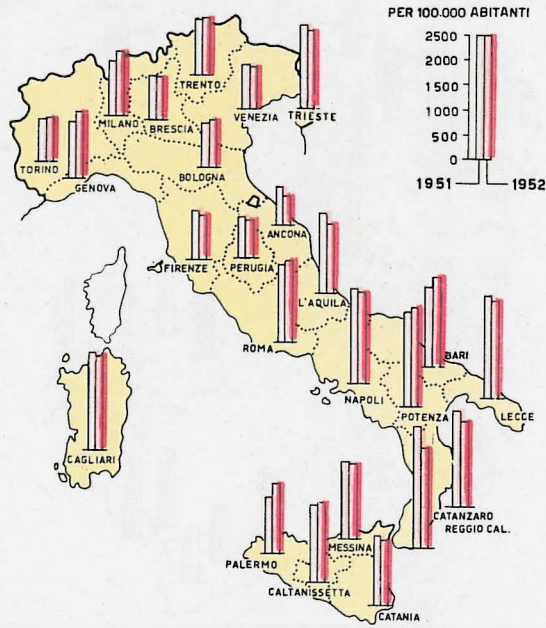 PER 100.000 ABITANTI
2500
2000
1500
1000
500
0
1951
1952
TRENTO
MILANO
BRESCIA
VENEZIA
TRIESTE
TORINO
GENOVA
BOLOGNA
ANCONA
FIRENZE
PERUGIA
L'AQUILA
ROMA
BARI
NAPOLI
POTENZA
LECCE
CAGLIARI
CATANZARO
REGGIO CAL.
MESSINA
PALERMO
CALTANISSETTA
CATANIA